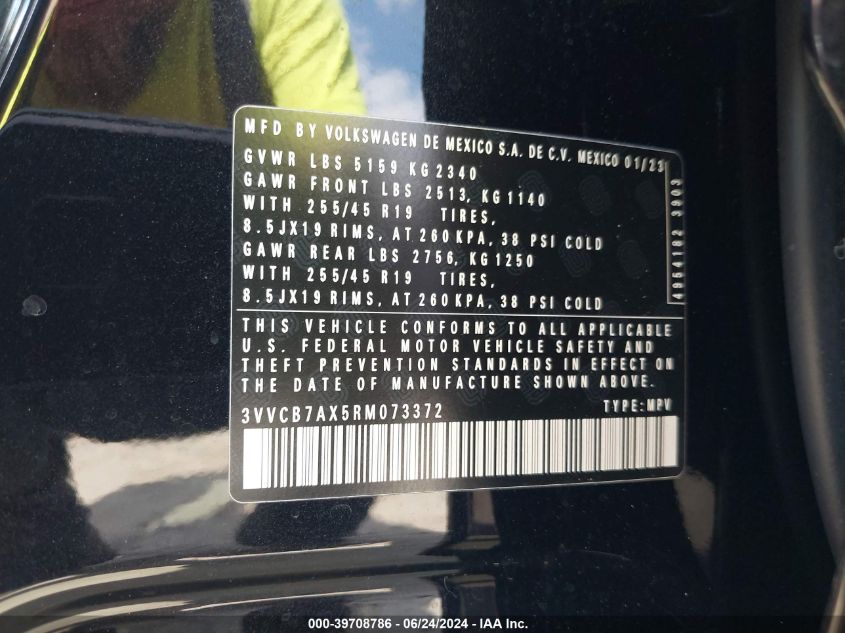 MFD BY VOLKSWAGEN DE MEXICO S.A. DE C.V. MEXICO 01/23
GVWR LBS 5159 KG 2340
GAWR FRONT LBS 2513, KG 1140
WITH 255/45 R19 TIRES,
8.5JX19 RIMS, AT 260 KPA, 38 PSI COLD
GAWR REAR LBS 2756, KG 1250
WITH 255/45 R19 TIRES,
8.5JX19 RIMS, AT 260 KPA, 38 PSI COLD
4954182 3903
THIS VEHICLE CONFORMS TO ALL APPLICABLE
U.S. FEDERAL MOTOR VEHICLE SAFETY AND
THEFT PREVENTION STANDARDS IN EFFECT ON
THE DATE OF MANUFACTURE SHOWN ABOVE.
3VVCB7AX5RM073372 TYPE:MPV
000-39708786 - 06/24/2024 - IAA Inc.